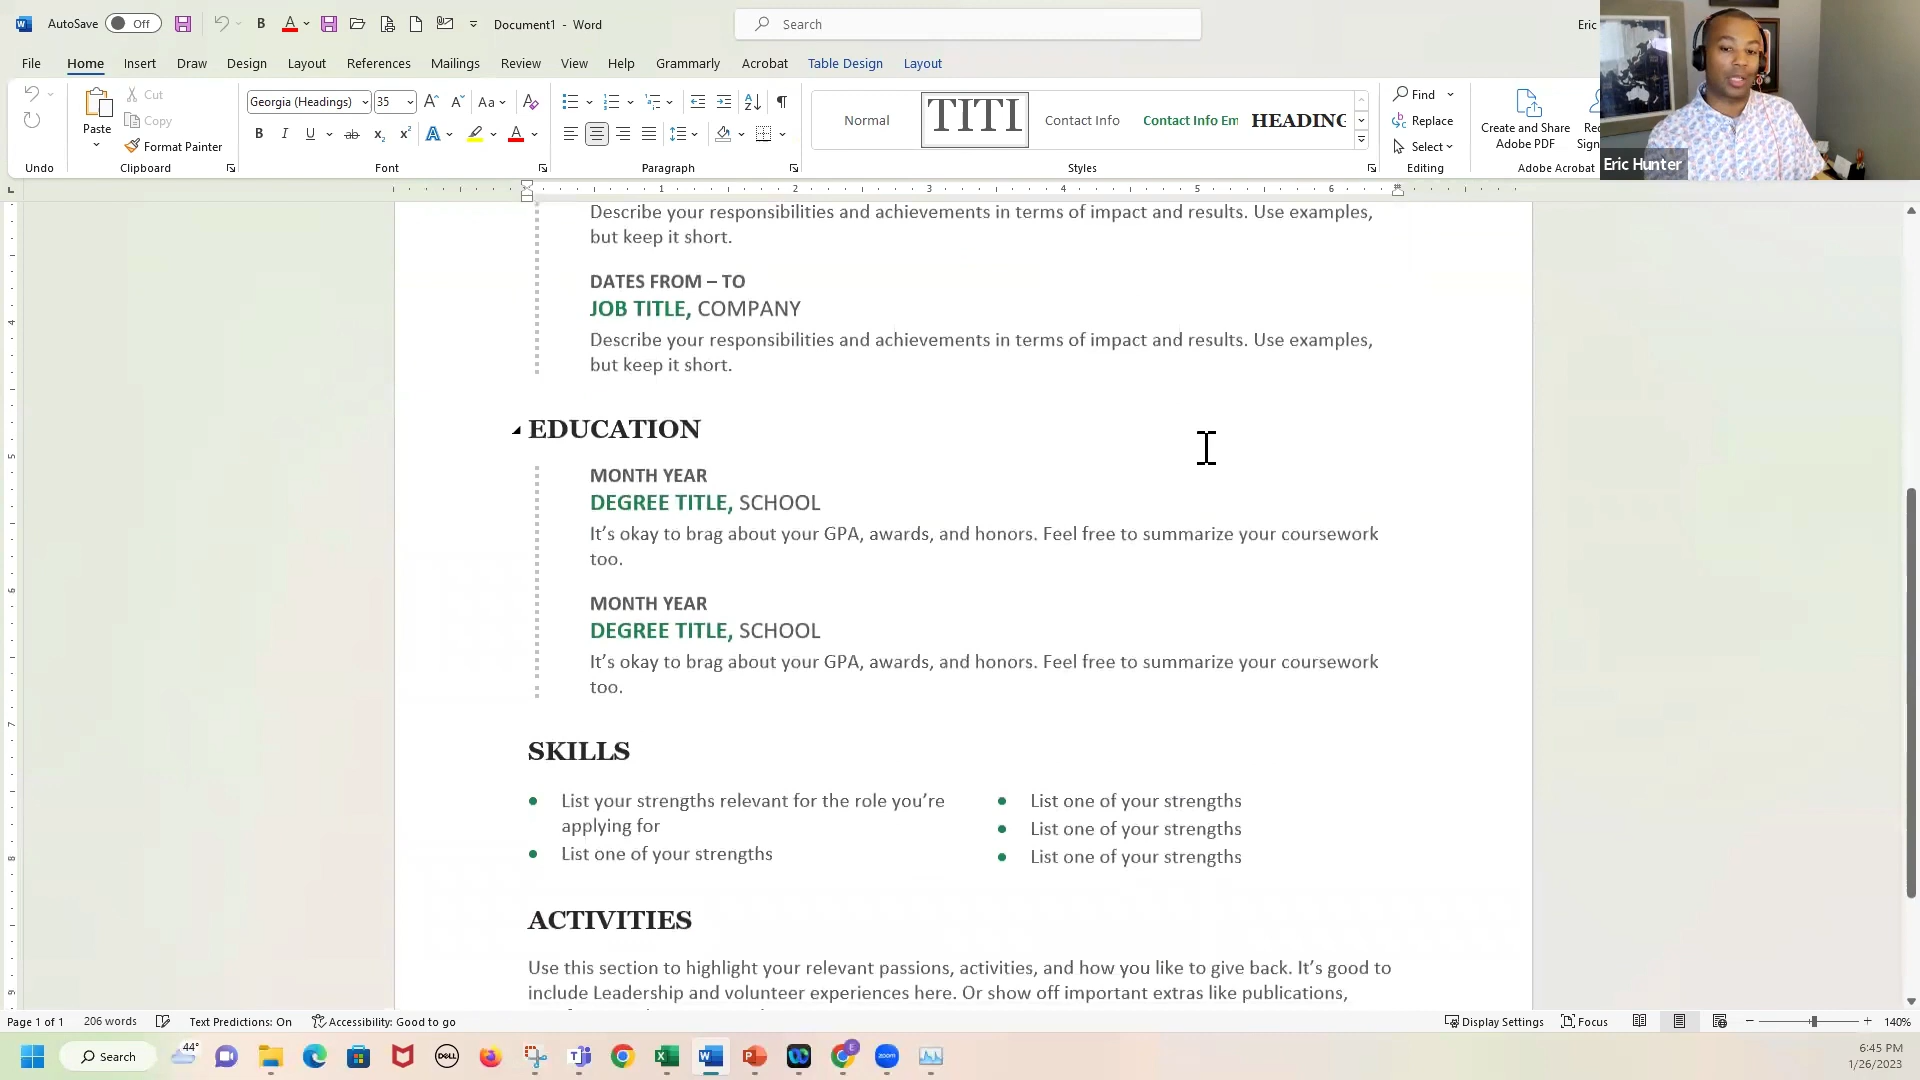 AutoSave Off Document1 - Word Search Eric
File Home Insert Draw Design Layout References Mailings Review View Help Grammarly Acrobat Table Design Layout
Paste Cut Copy Format Painter
Georgia (Headings) 35
Normal TITI Contact Info Contact Info Em HEADING
Find Replace Select
Create and Share Adobe PDF
Undo Clipboard Font Paragraph Styles Editing Adobe Acrobat
Eric Hunter
1 2 3 4 5 6
Describe your responsibilities and achievements in terms of impact and results. Use examples,
but keep it short.
DATES FROM – TO
JOB TITLE, COMPANY
Describe your responsibilities and achievements in terms of impact and results. Use examples,
but keep it short.
EDUCATION
MONTH YEAR
DEGREE TITLE, SCHOOL
It’s okay to brag about your GPA, awards, and honors. Feel free to summarize your coursework
too.
MONTH YEAR
DEGREE TITLE, SCHOOL
It’s okay to brag about your GPA, awards, and honors. Feel free to summarize your coursework
too.
SKILLS
• List your strengths relevant for the role you’re
applying for
• List one of your strengths
• List one of your strengths
• List one of your strengths
• List one of your strengths
ACTIVITIES
Use this section to highlight your relevant passions, activities, and how you like to give back. It’s good to
include Leadership and volunteer experiences here. Or show off important extras like publications,
Page 1 of 1 206 words Text Predictions: On Accessibility: Good to go Display Settings Focus 140%
Search 44° DELL zoom
6:45 PM
1/26/2023